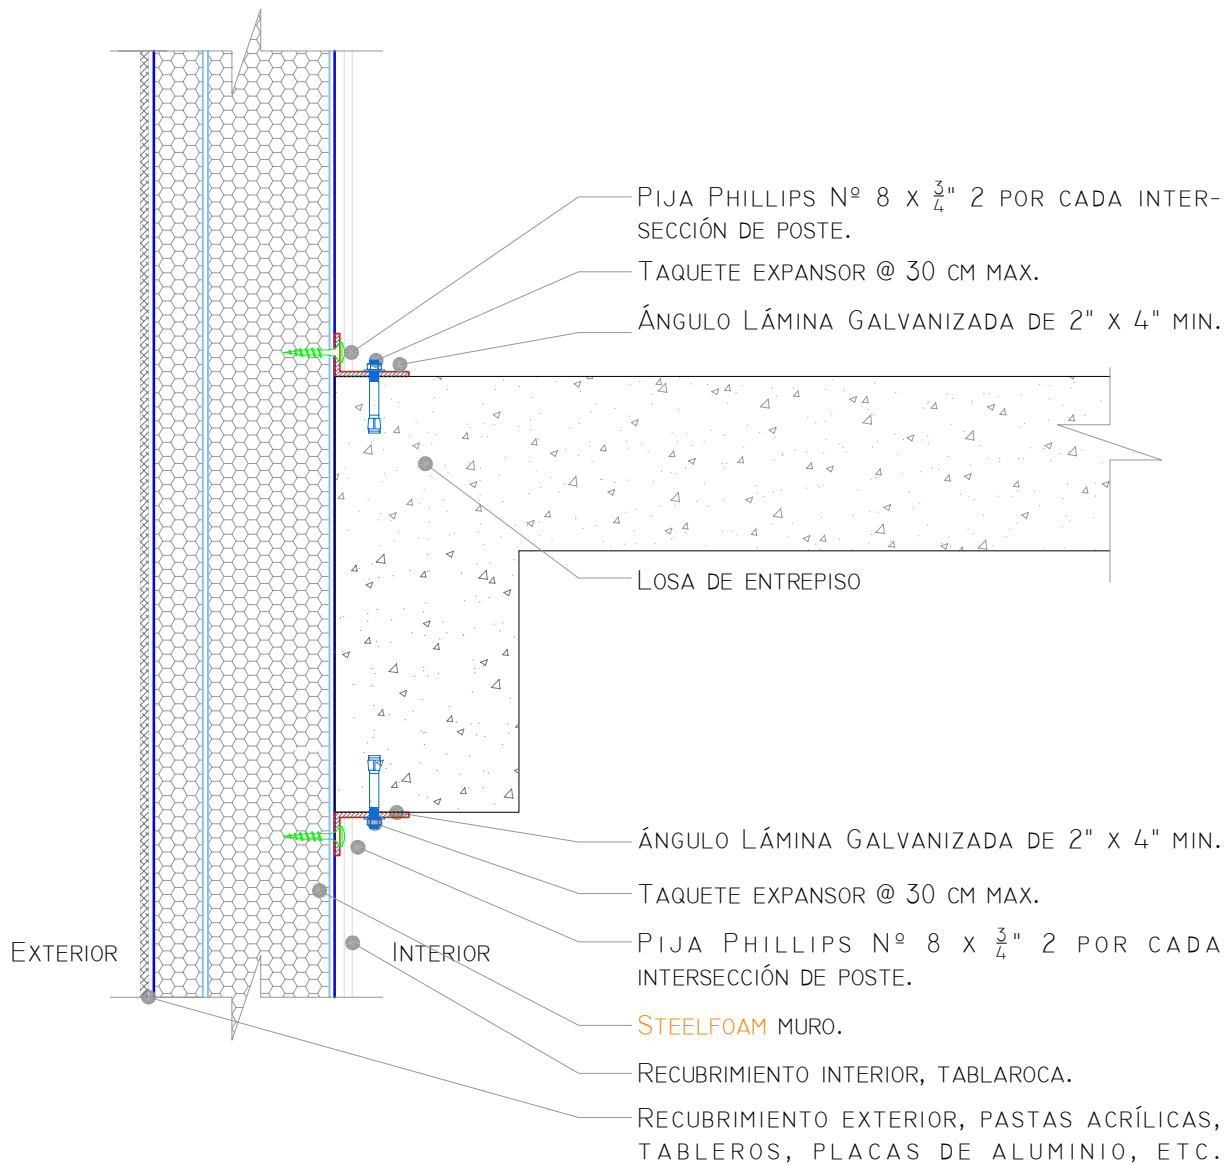 Pija Phillips Nº 8 x 3/4" 2 por cada inter-
sección de poste.
Taquete expansor @ 30 cm max.
Ángulo Lámina Galvanizada de 2" x 4" min.
Losa de entrepiso
Ángulo Lámina Galvanizada de 2" x 4" min.
Taquete expansor @ 30 cm max.
Pija Phillips Nº 8 x 3/4" 2 por cada
intersección de poste.
Exterior
Interior
Steelfoam muro.
Recubrimiento interior, tablaroca.
Recubrimiento exterior, pastas acrílicas,
tableros, placas de aluminio, etc.